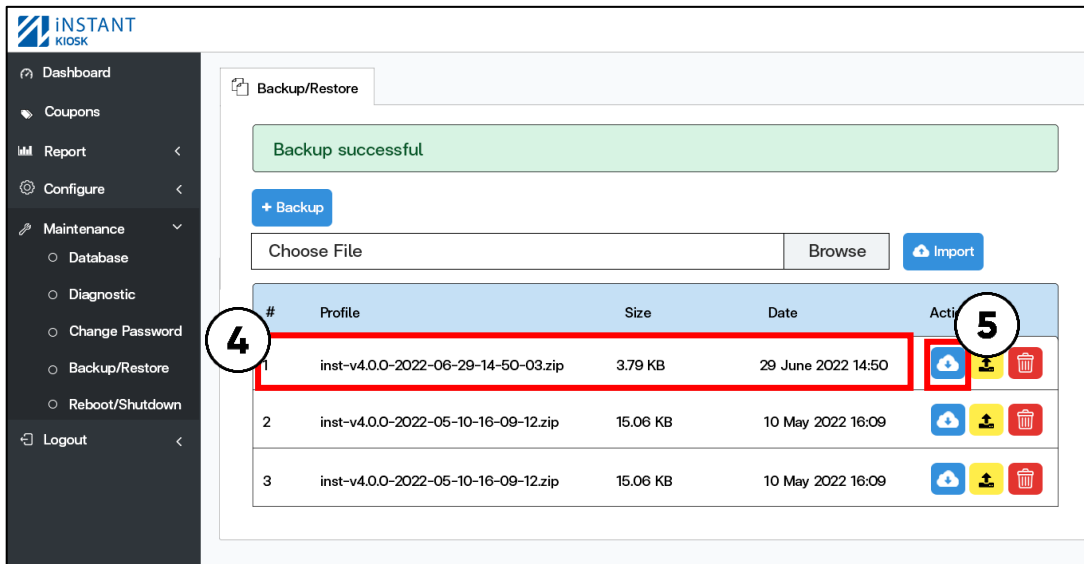 iNSTANT
KIOSK
Dashboard
Coupons
Report
Configure
Maintenance
Database
Diagnostic
Change Password
Backup/Restore
Reboot/Shutdown
Logout
Backup/Restore
Backup successful
+ Backup
Choose File Browse Import
# Profile Size Date Acti
4
5
1 inst-v4.0.0-2022-06-29-14-50-03.zip 3.79 KB 29 June 2022 14:50
2 inst-v4.0.0-2022-05-10-16-09-12.zip 15.06 KB 10 May 2022 16:09
3 inst-v4.0.0-2022-05-10-16-09-12.zip 15.06 KB 10 May 2022 16:09